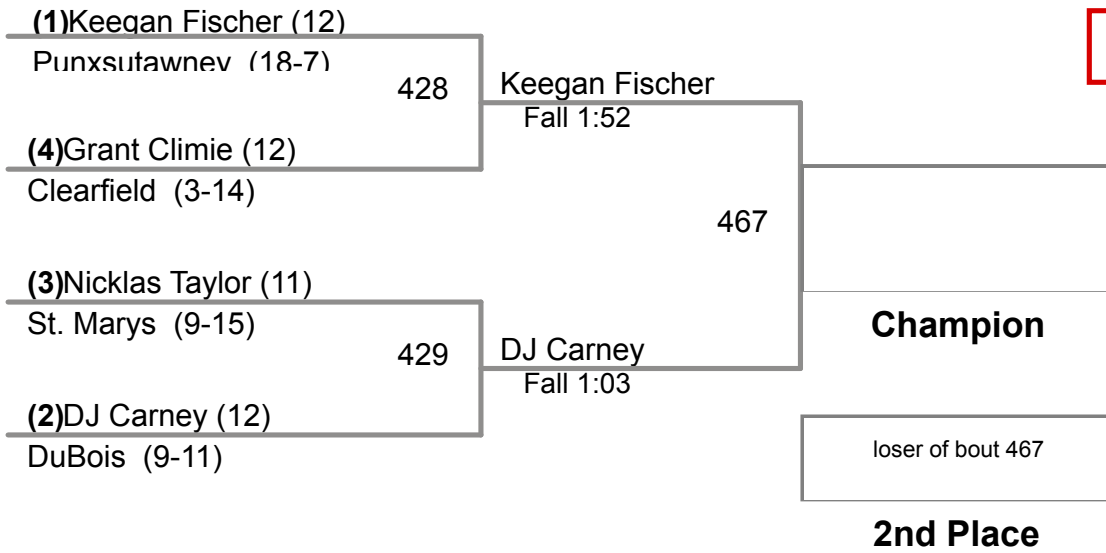 (1)Keegan Fischer (12)
Punxsutawney (18-7)
428
Keegan Fischer
Fall 1:52
(4)Grant Climie (12)
Clearfield (3-14)
467
(3)Nicklas Taylor (11)
St. Marys (9-15)
Champion
429
DJ Carney
Fall 1:03
(2)DJ Carney (12)
DuBois (9-11)
loser of bout 467
2nd Place